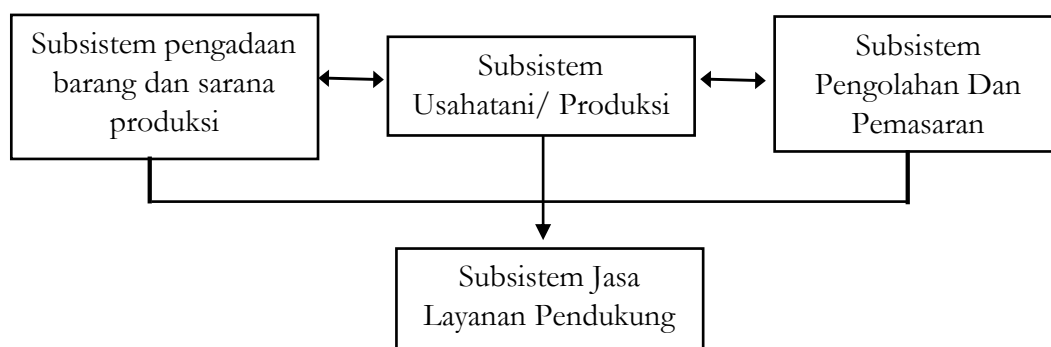 Subsistem pengadaan
barang dan sarana
produksi
Subsistem
Usahatani/ Produksi
Subsistem
Pengolahan Dan
Pemasaran
Subsistem Jasa
Layanan Pendukung